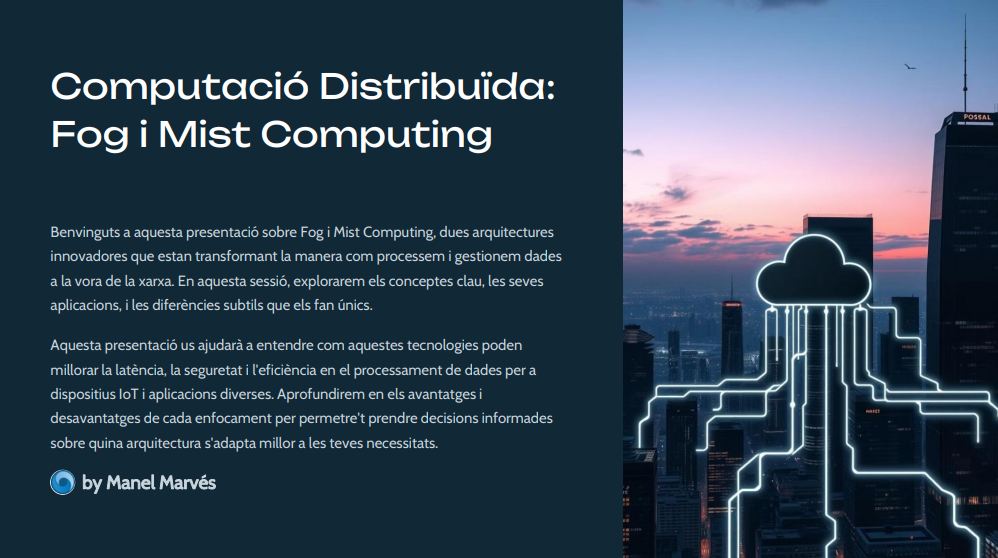 Computació Distribuïda:
Fog i Mist Computing
Benvinguts a aquesta presentació sobre Fog i Mist Computing, dues arquitectures
innovadores que estan transformant la manera com processem i gestionem dades
a la vora de la xarxa. En aquesta sessió, explorarem els conceptes clau, les seves
aplicacions, i les diferències subtils que els fan únics.
Aquesta presentació us ajudarà a entendre com aquestes tecnologies poden
millorar la latència, la seguretat i l'eficiència en el processament de dades per a
dispositius IoT i aplicacions diverses. Aprofundirem en els avantatges i
desavantatges de cada enfocament per permetre't prendre decisions informades
sobre quina arquitectura s'adapta millor a les teves necessitats.
by Manel Marvés